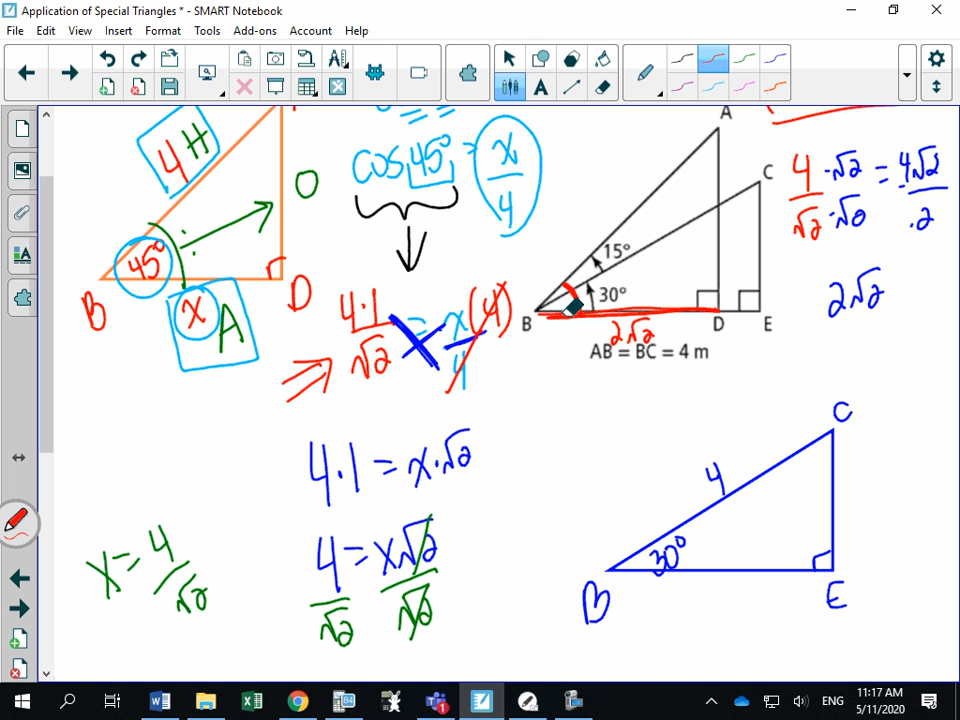 Application of Special Triangles * - SMART Notebook
File Edit View Insert Format Tools Add-ons Account Help
4 H
O
45°
B
x
A
D
cos 45° = x/4
4·1/√2 = x(4)/4
4·1 = x·√2
4/√2 = x√2/√2
x = 4/√2
A
C
15°
30°
B
D
E
2√2
AB = BC = 4 m
4/√2 ·√2/·√2 = 4√2/2
2√2
C
4
30°
B
E
ENG
11:17 AM
5/11/2020